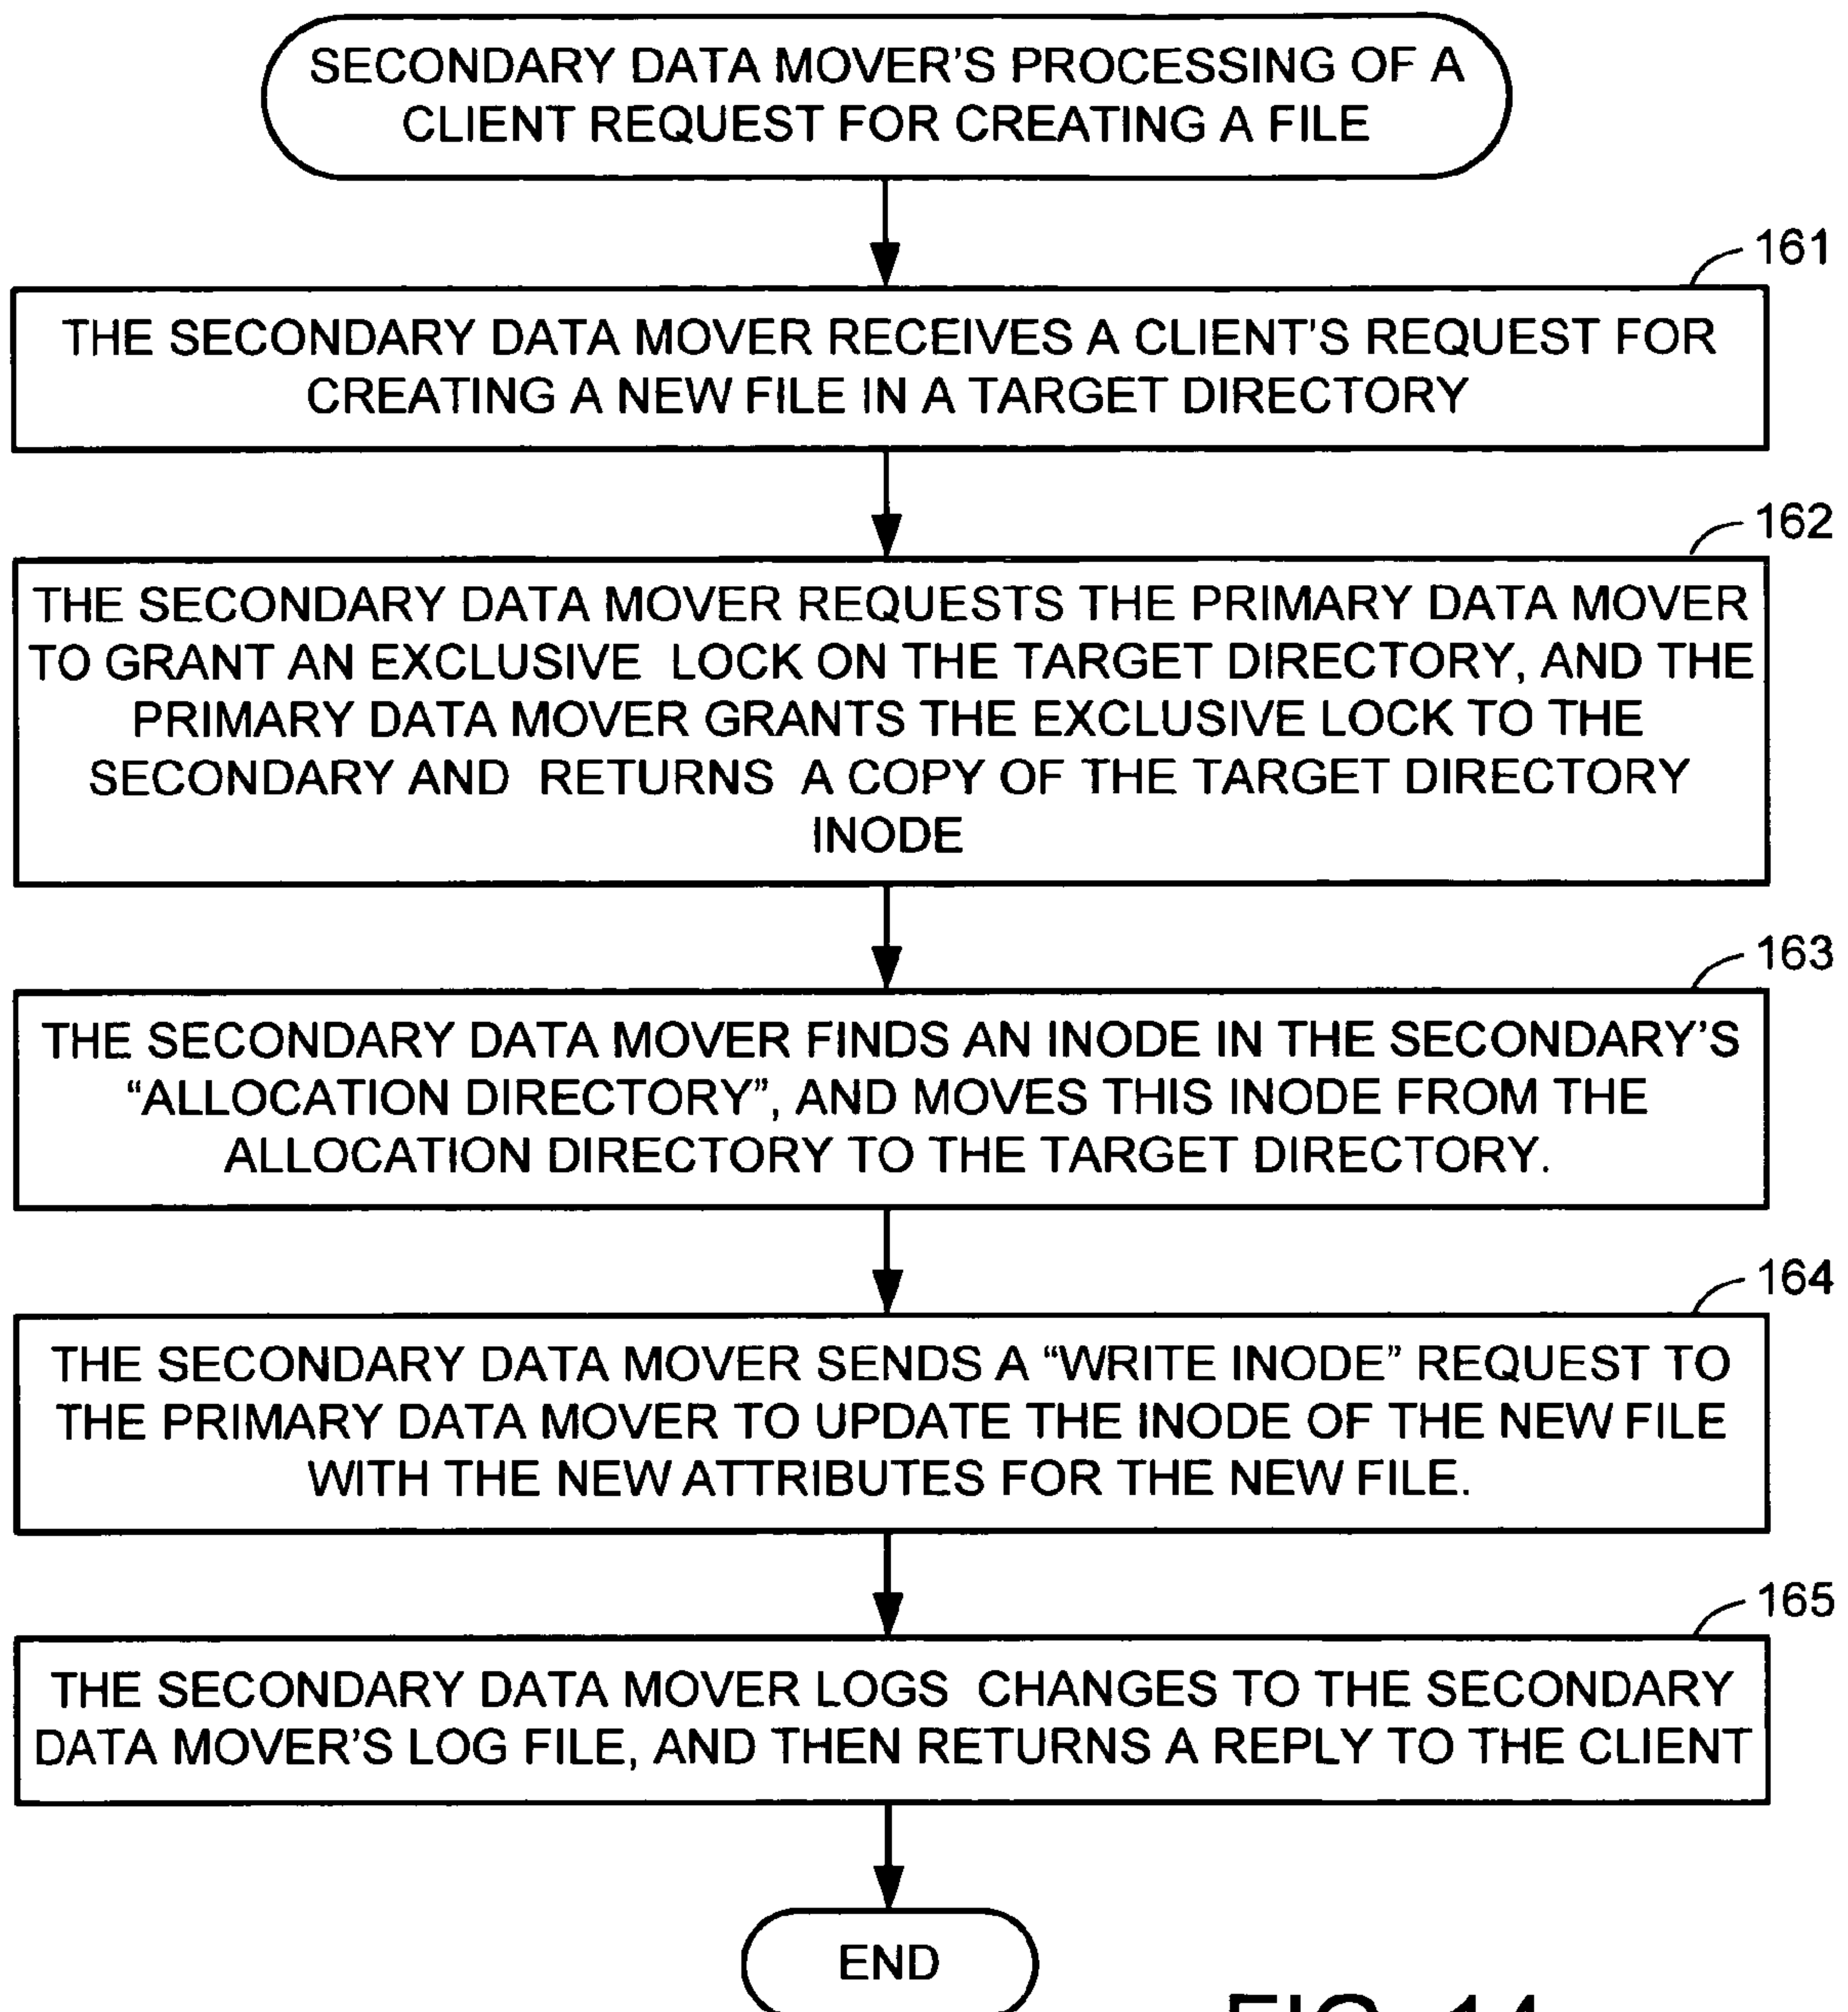 SECONDARY DATA MOVER'S PROCESSING OF A
CLIENT REQUEST FOR CREATING A FILE
161
THE SECONDARY DATA MOVER RECEIVES A CLIENT'S REQUEST FOR
CREATING A NEW FILE IN A TARGET DIRECTORY
162
THE SECONDARY DATA MOVER REQUESTS THE PRIMARY DATA MOVER
TO GRANT AN EXCLUSIVE LOCK ON THE TARGET DIRECTORY, AND THE
PRIMARY DATA MOVER GRANTS THE EXCLUSIVE LOCK TO THE
SECONDARY AND RETURNS A COPY OF THE TARGET DIRECTORY
INODE
163
THE SECONDARY DATA MOVER FINDS AN INODE IN THE SECONDARY'S
“ALLOCATION DIRECTORY”, AND MOVES THIS INODE FROM THE
ALLOCATION DIRECTORY TO THE TARGET DIRECTORY.
164
THE SECONDARY DATA MOVER SENDS A “WRITE INODE” REQUEST TO
THE PRIMARY DATA MOVER TO UPDATE THE INODE OF THE NEW FILE
WITH THE NEW ATTRIBUTES FOR THE NEW FILE.
165
THE SECONDARY DATA MOVER LOGS CHANGES TO THE SECONDARY
DATA MOVER'S LOG FILE, AND THEN RETURNS A REPLY TO THE CLIENT
END
FIG. 14